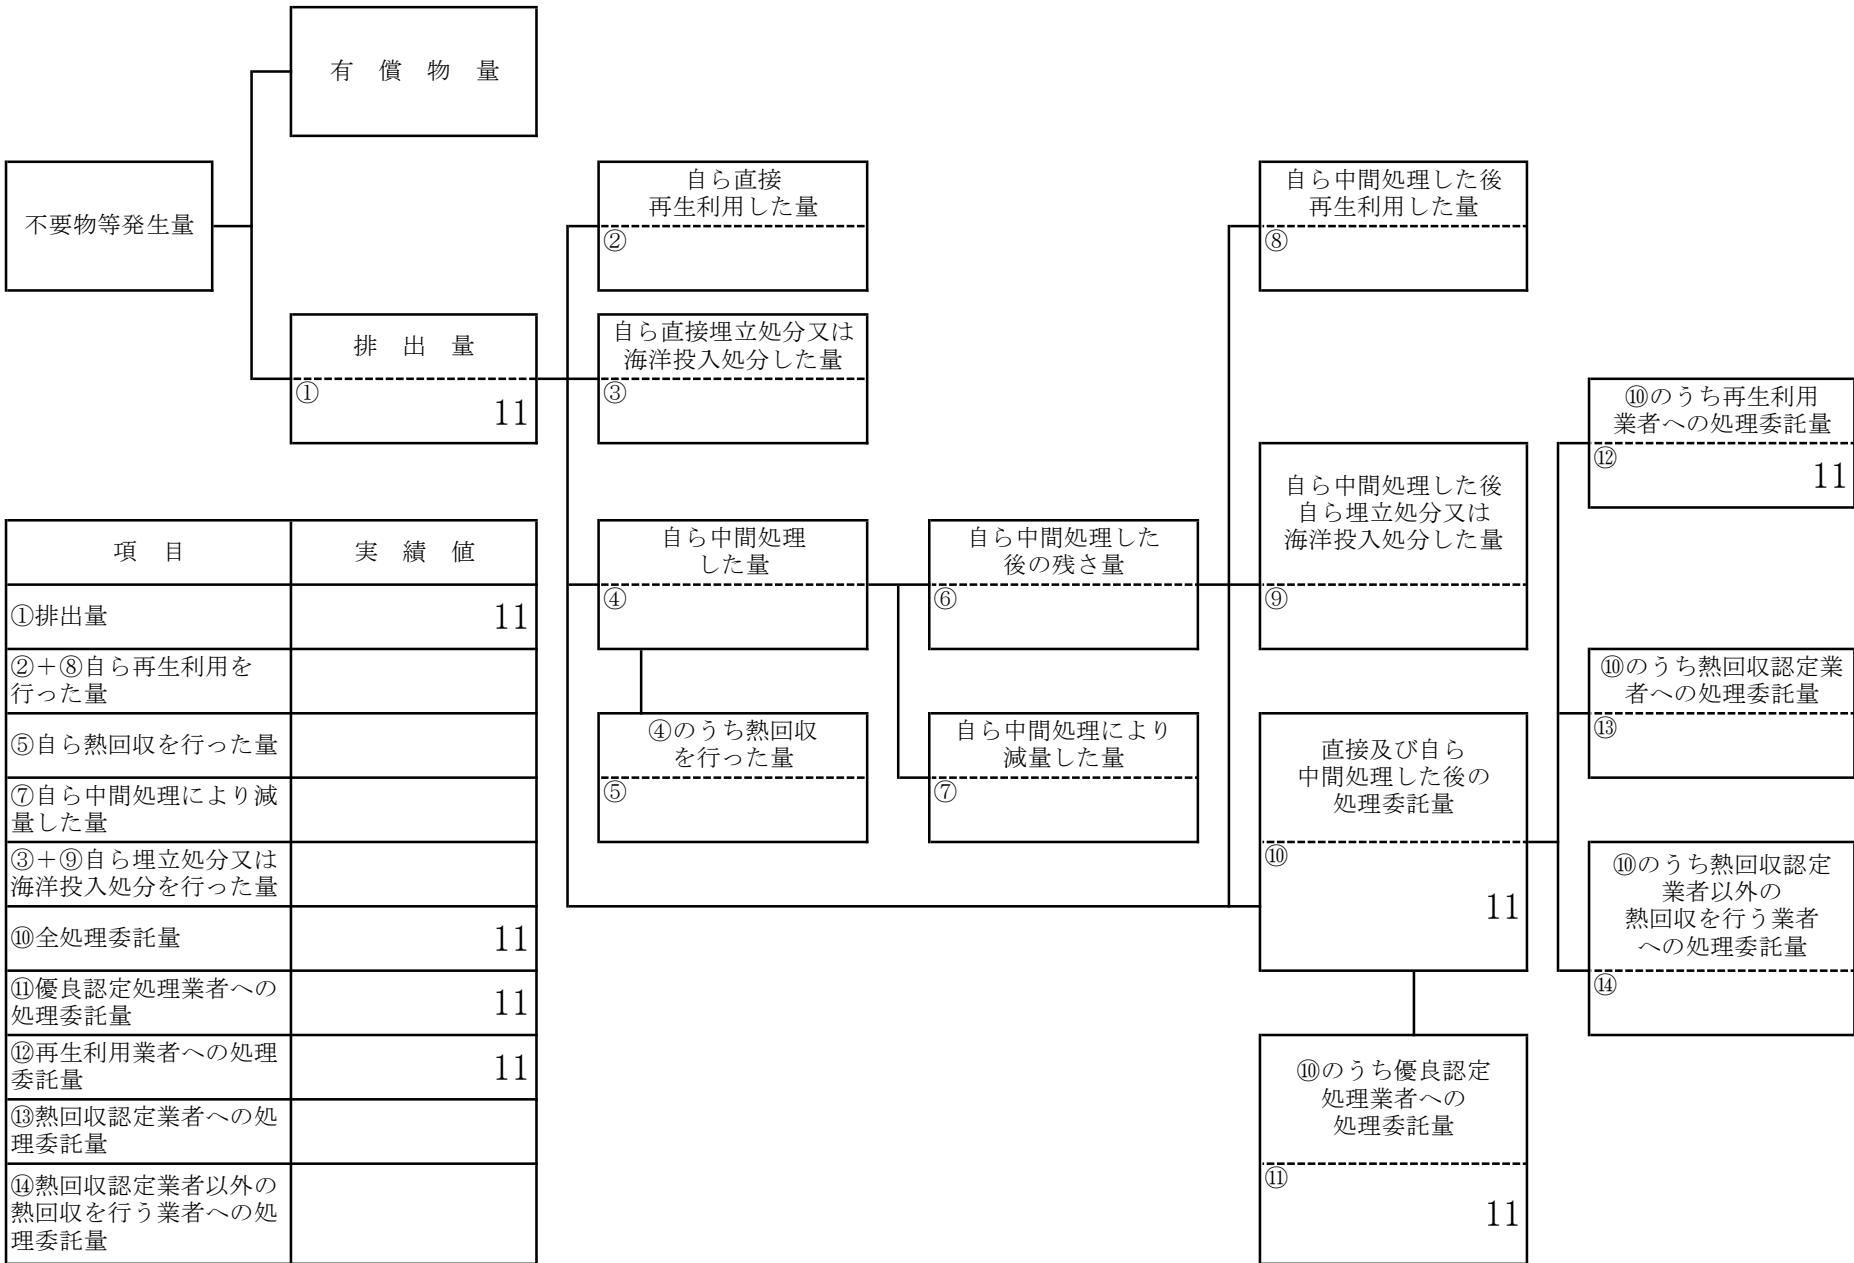 有　償　物　量
不要物等発生量
排　出　量
①
11
自ら直接
再生利用した量
②
自ら直接埋立処分又は
海洋投入処分した量
③
自ら中間処理
した量
④
④のうち熱回収
を行った量
⑤
自ら中間処理した
後の残さ量
⑥
自ら中間処理により
減量した量
⑦
自ら中間処理した後
再生利用した量
⑧
自ら中間処理した後
自ら埋立処分又は
海洋投入処分した量
⑨
直接及び自ら
中間処理した後の
処理委託量
⑩
11
⑩のうち優良認定
処理業者への
処理委託量
⑪
11
⑩のうち再生利用
業者への処理委託量
⑫
11
⑩のうち熱回収認定業
者への処理委託量
⑬
⑩のうち熱回収認定
業者以外の
熱回収を行う業者
への処理委託量
⑭
項　目　実　績　値
①排出量　11
②＋⑧自ら再生利用を
行った量
⑤自ら熱回収を行った量
⑦自ら中間処理により減
量した量
③＋⑨自ら埋立処分又は
海洋投入処分を行った量
⑩全処理委託量　11
⑪優良認定処理業者への
処理委託量　11
⑫再生利用業者への処理
委託量　11
⑬熱回収認定業者への処
理委託量
⑭熱回収認定業者以外の
熱回収を行う業者への処
理委託量